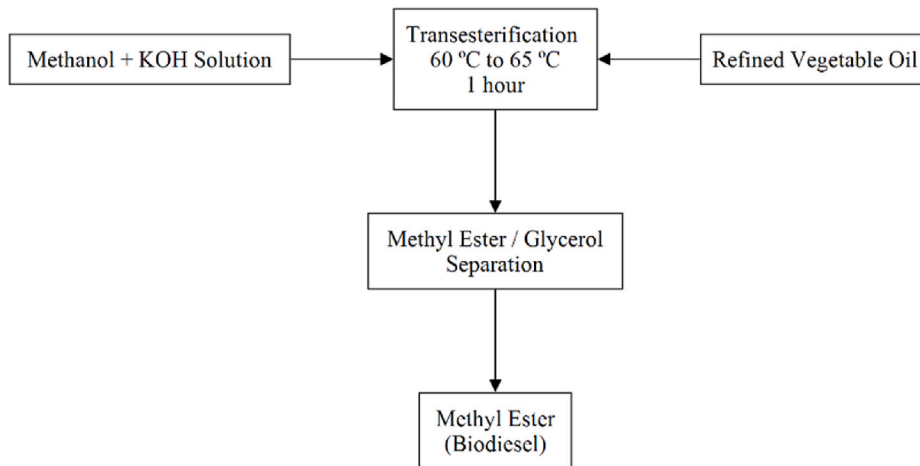 Methanol + KOH Solution
Transesterification
60 ºC to 65 ºC
1 hour
Refined Vegetable Oil
Methyl Ester / Glycerol
Separation
Methyl Ester
(Biodiesel)